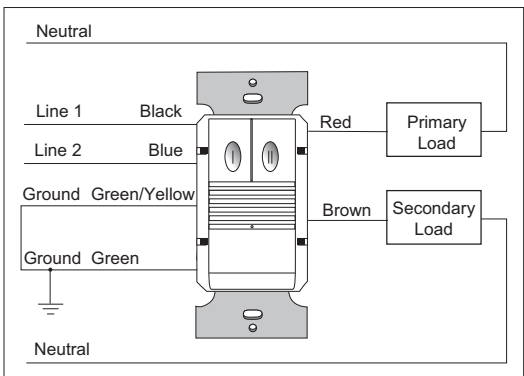 Neutral
Line 1 Black
Red
Primary
Load
Line 2 Blue
I II
Ground Green/Yellow
Brown
Secondary
Load
Ground Green
Neutral